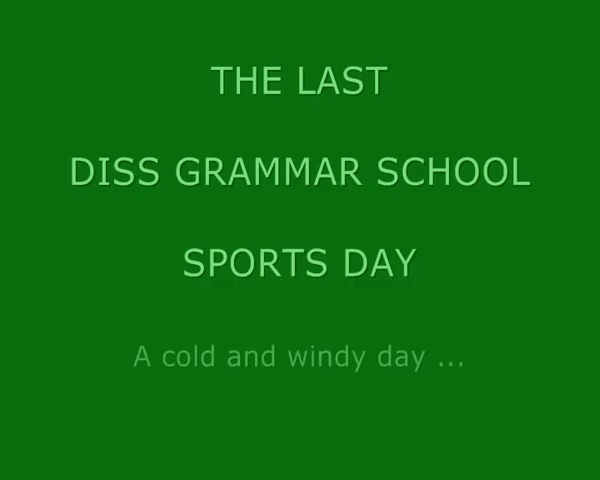 THE LAST
DISS GRAMMAR SCHOOL
SPORTS DAY
A cold and windy day ...